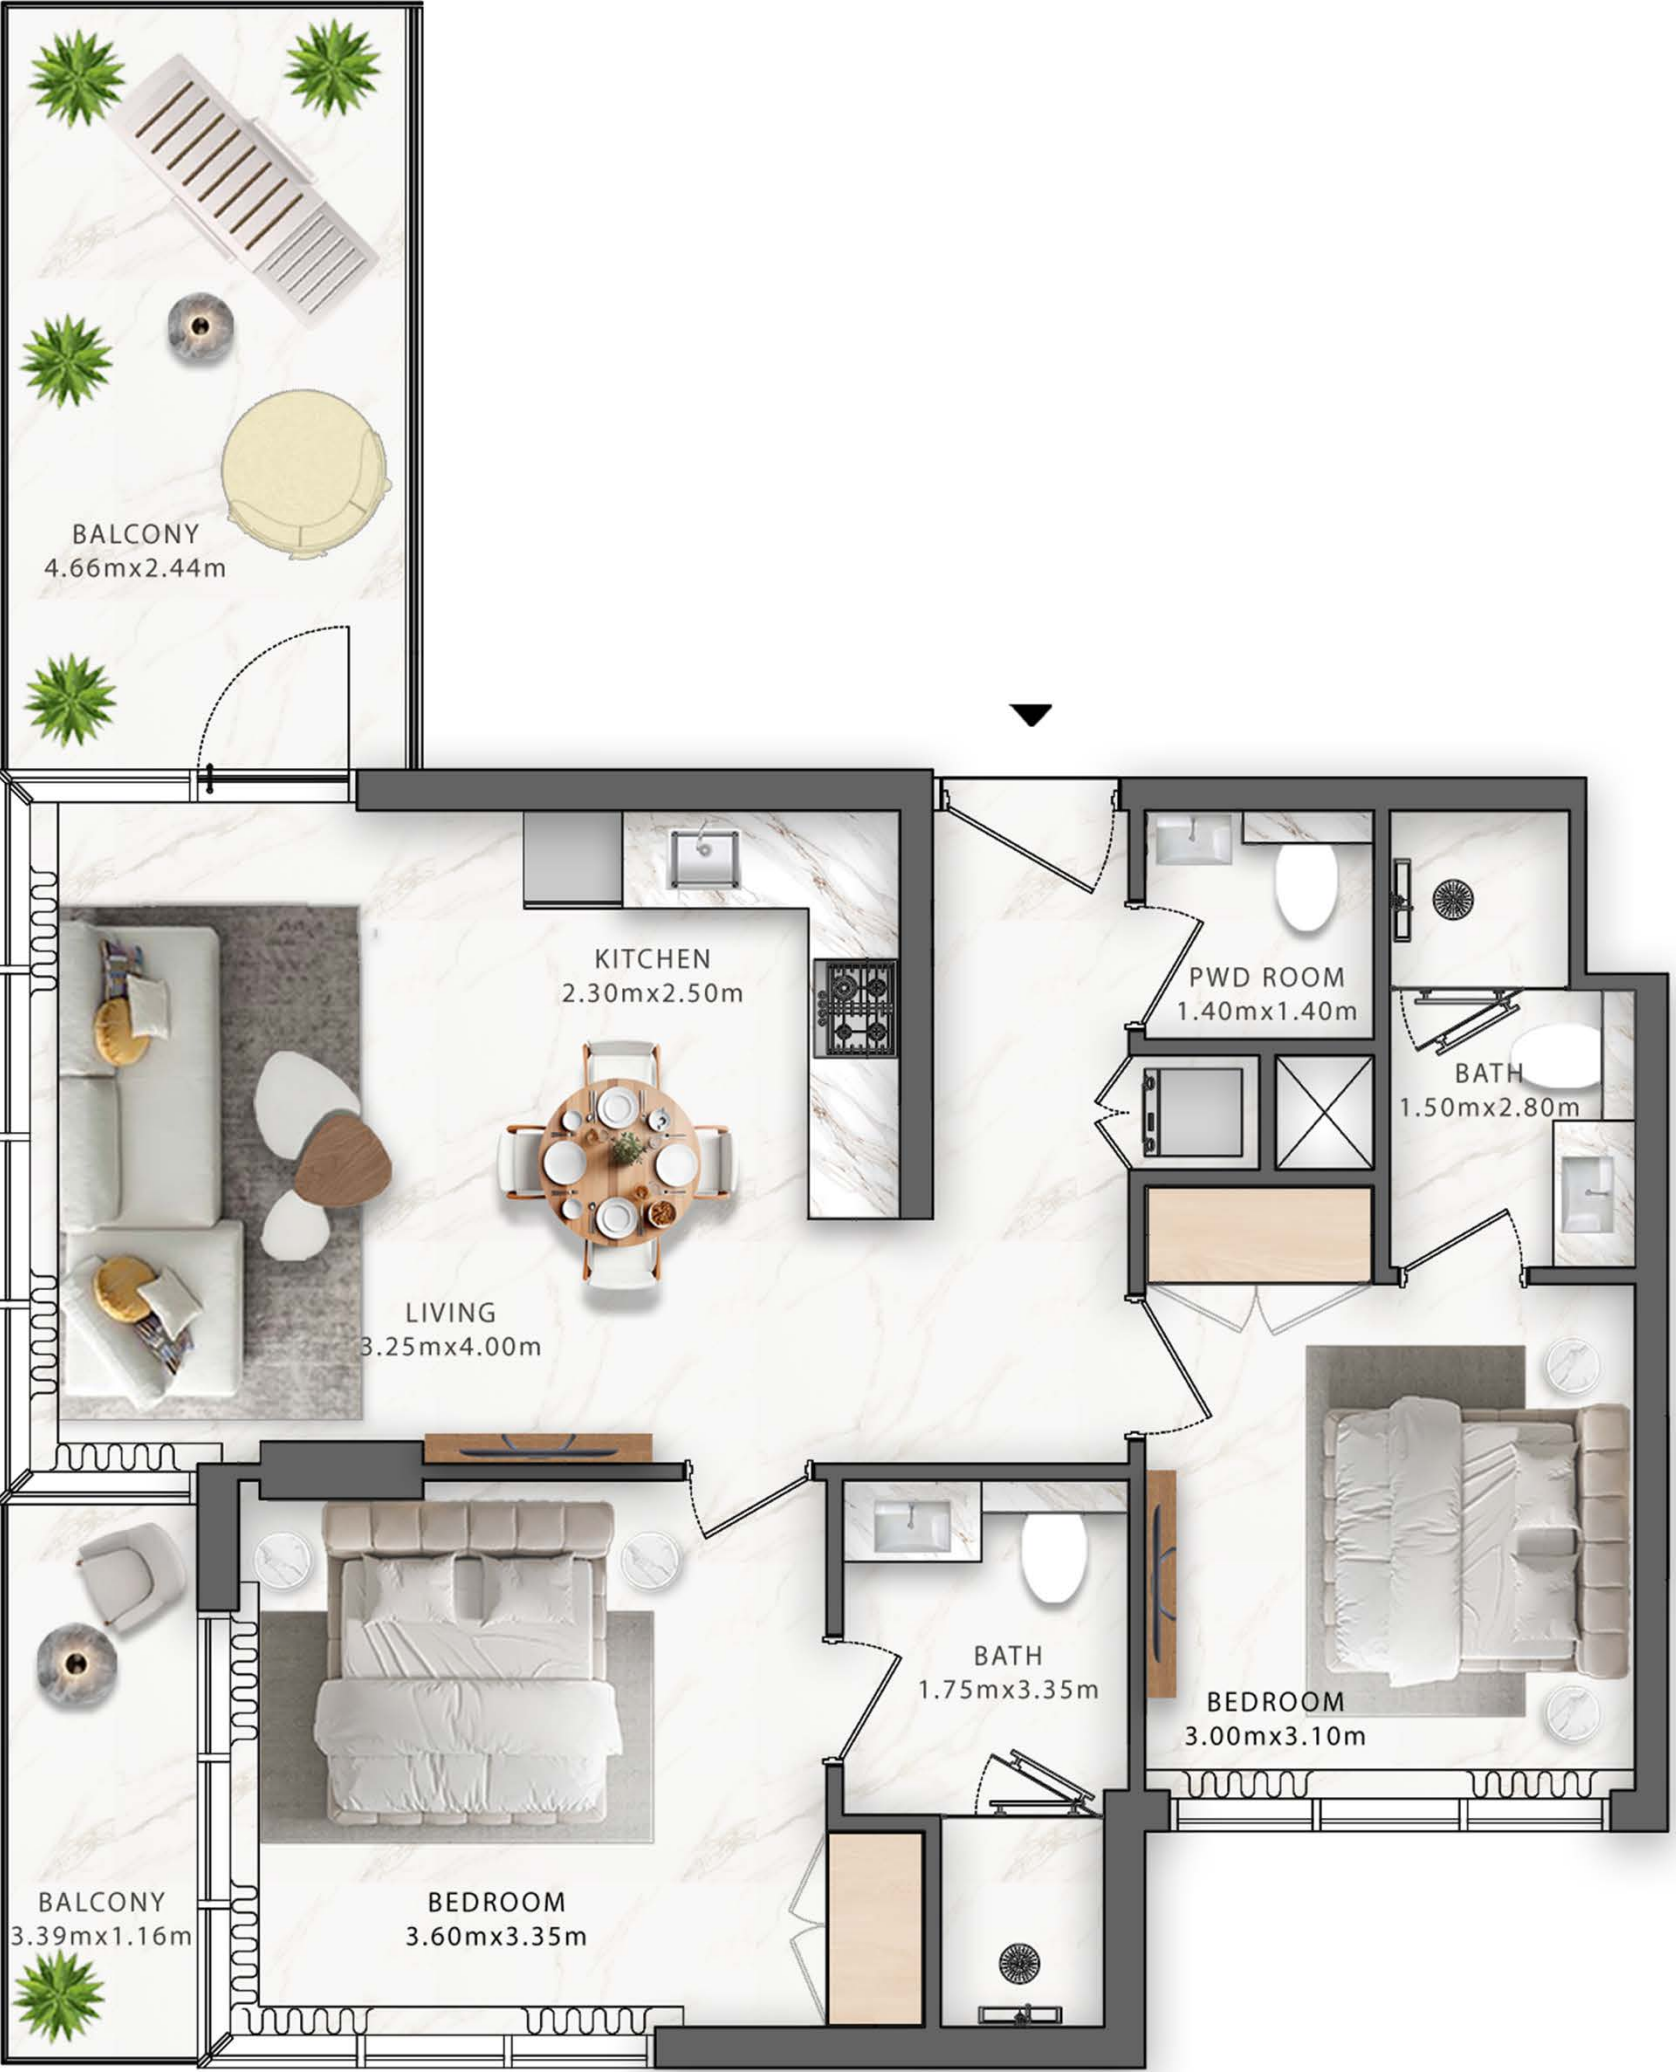 BALCONY
4.66mx2.44m
KITCHEN
2.30mx2.50m
PWD ROOM
1.40mx1.40m
BATH
1.50mx2.80m
LIVING
3.25mx4.00m
BATH
1.75mx3.35m
BEDROOM
3.00mx3.10m
BALCONY
3.39mx1.16m
BEDROOM
3.60mx3.35m